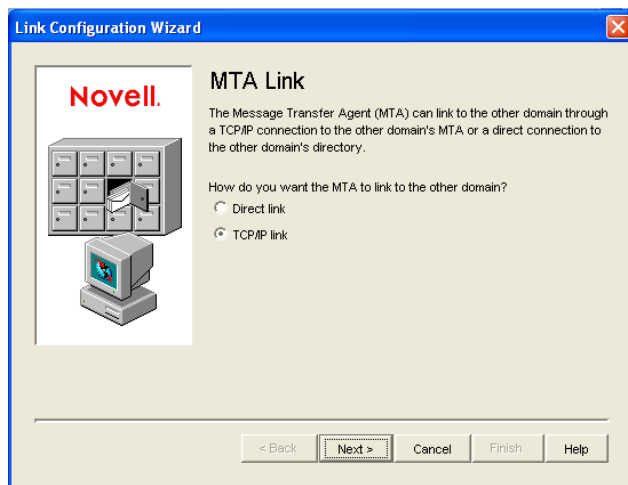 Link Configuration Wizard
Novell.
MTA Link
The Message Transfer Agent (MTA) can link to the other domain through
a TCP/IP connection to the other domain's MTA or a direct connection to
the other domain's directory.
How do you want the MTA to link to the other domain?
Direct link
TCP/IP link
< Back
Next >
Cancel
Finish
Help